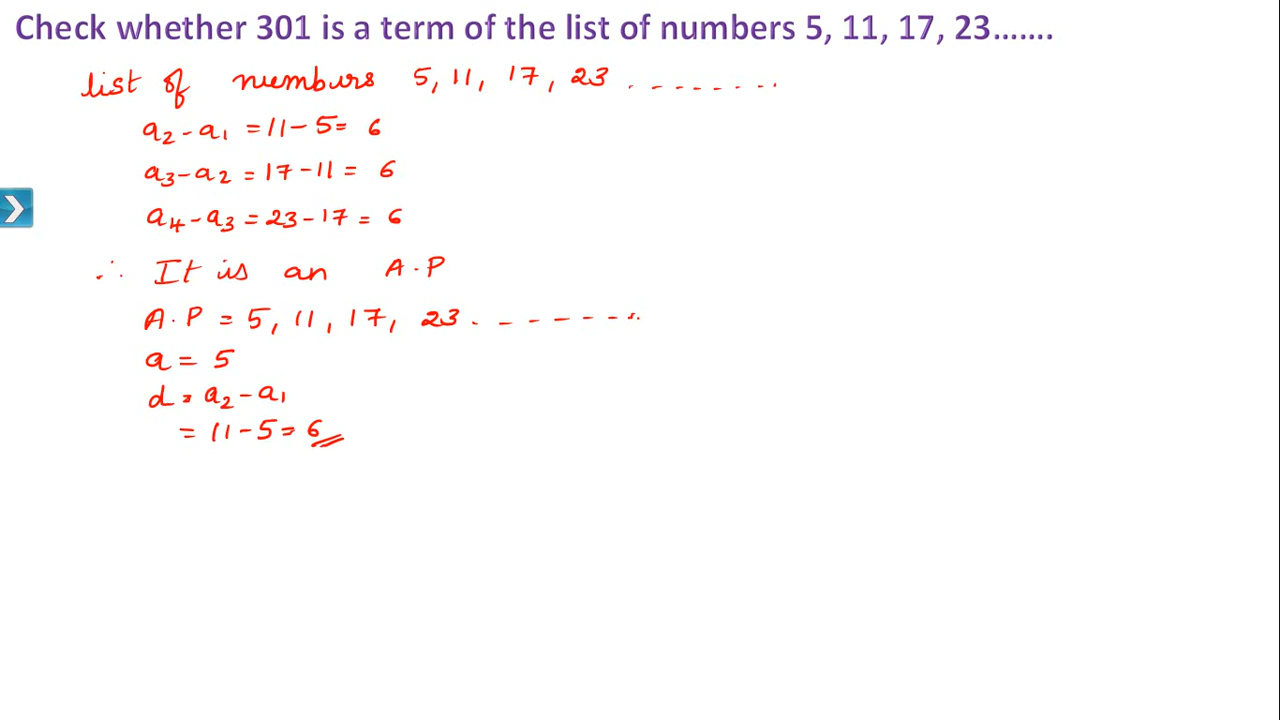 Check whether 301 is a term of the list of numbers 5, 11, 17, 23.......
list of numbers 5, 11, 17, 23 . - - - - - - .
a₂ - a₁ = 11 - 5 = 6
a₃ - a₂ = 17 - 11 = 6
a₄ - a₃ = 23 - 17 = 6
∴ It is an A.P
A.P = 5, 11, 17, 23 . - - - - - - .
a = 5
d = a₂ - a₁
= 11 - 5 = 6